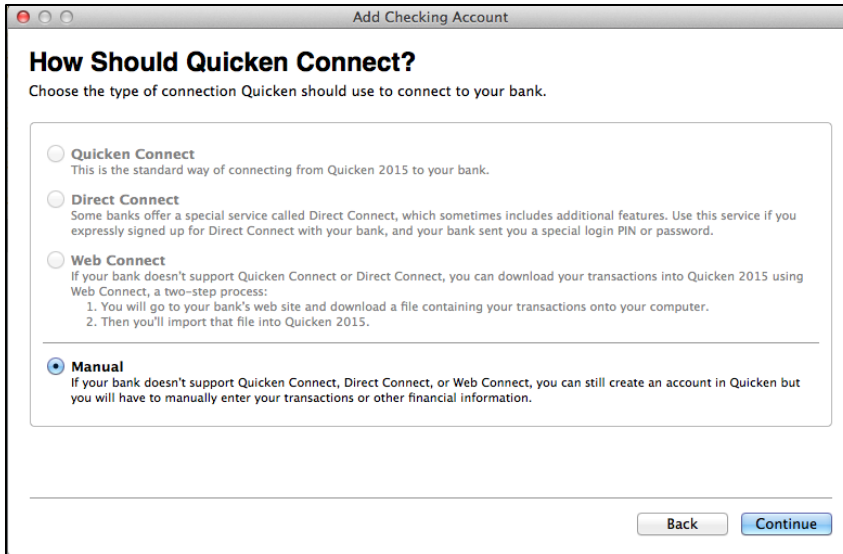 Add Checking Account
How Should Quicken Connect?
Choose the type of connection Quicken should use to connect to your bank.
Quicken Connect
This is the standard way of connecting from Quicken 2015 to your bank.
Direct Connect
Some banks offer a special service called Direct Connect, which sometimes includes additional features. Use this service if you
expressly signed up for Direct Connect with your bank, and your bank sent you a special login PIN or password.
Web Connect
If your bank doesn't support Quicken Connect or Direct Connect, you can download your transactions into Quicken 2015 using
Web Connect, a two-step process:
1. You will go to your bank's web site and download a file containing your transactions onto your computer.
2. Then you'll import that file into Quicken 2015.
Manual
If your bank doesn't support Quicken Connect, Direct Connect, or Web Connect, you can still create an account in Quicken but
you will have to manually enter your transactions or other financial information.
Back
Continue